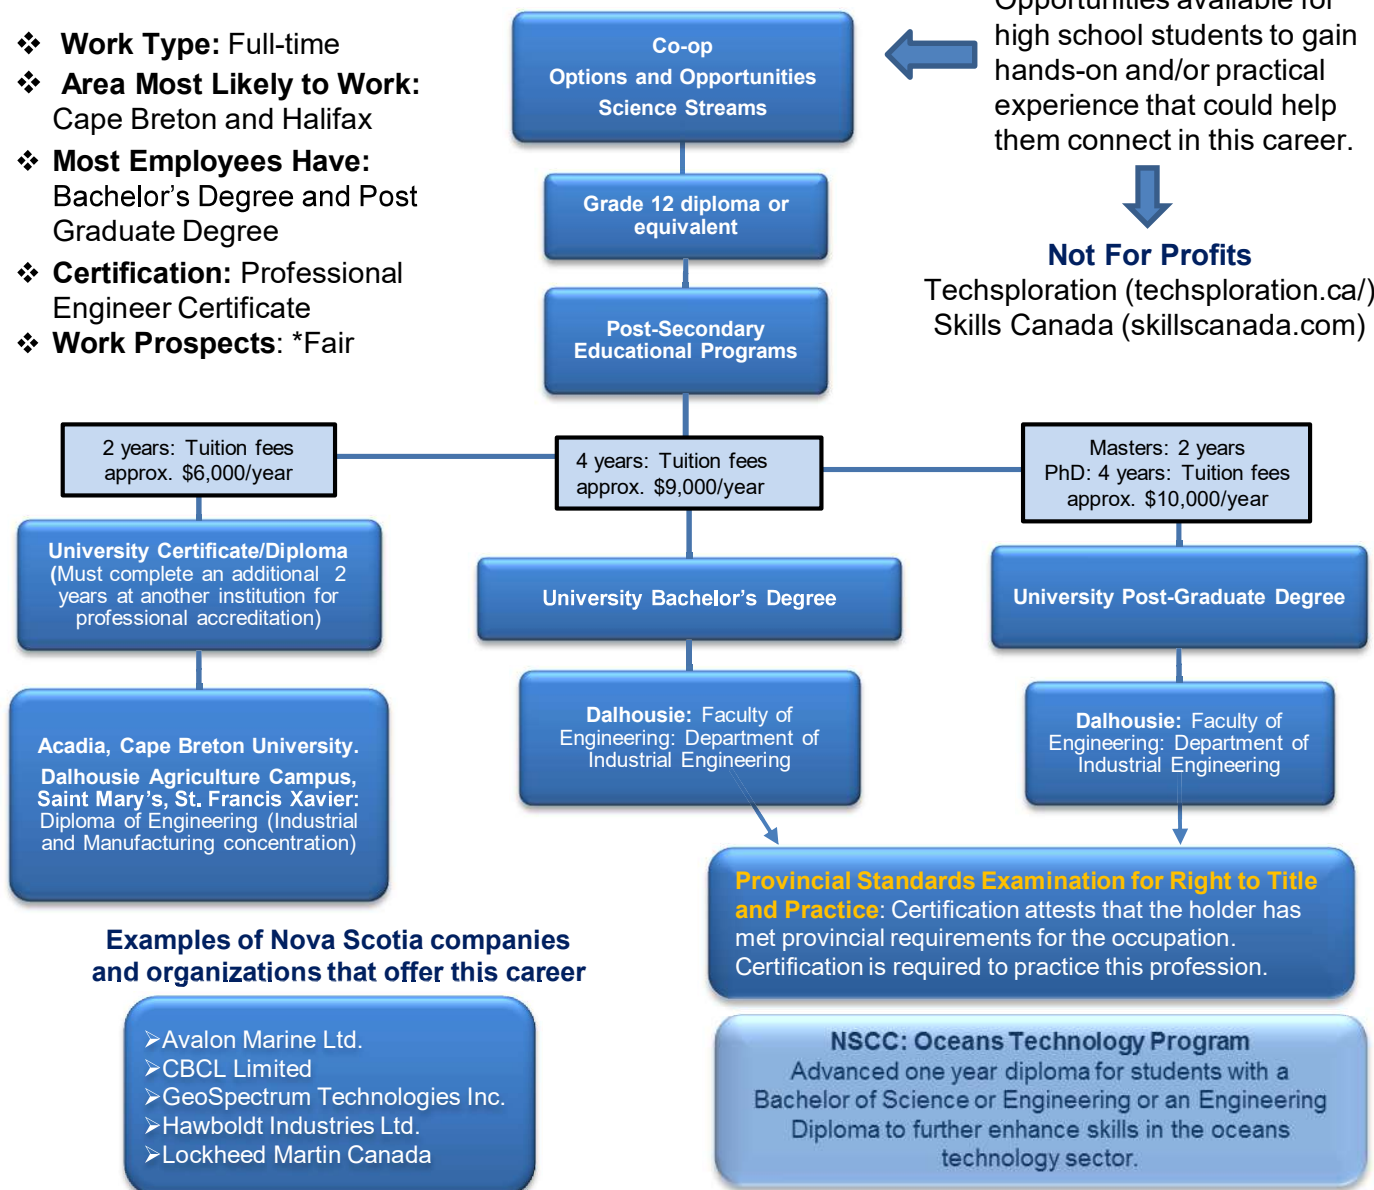 ❖ Work Type: Full-time
❖ Area Most Likely to Work:
Cape Breton and Halifax
❖ Most Employees Have:
Bachelor's Degree and Post
Graduate Degree
❖ Certification: Professional
Engineer Certificate
❖ Work Prospects: *Fair
Co-op
Options and Opportunities
Science Streams
Opportunities available for
high school students to gain
hands-on and/or practical
experience that could help
them connect in this career.
Grade 12 diploma or
equivalent
Not For Profits
Techsploration (techsploration.ca/)
Skills Canada (skillscanada.com)
Post-Secondary
Educational Programs
2 years: Tuition fees
approx. $6,000/year
4 years: Tuition fees
approx. $9,000/year
Masters: 2 years
PhD: 4 years: Tuition fees
approx. $10,000/year
University Certificate/Diploma
(Must complete an additional 2
years at another institution for
professional accreditation)
University Bachelor's Degree
University Post-Graduate Degree
Acadia, Cape Breton University.
Dalhousie Agriculture Campus,
Saint Mary's, St. Francis Xavier:
Diploma of Engineering (Industrial
and Manufacturing concentration)
Dalhousie: Faculty of
Engineering: Department of
Industrial Engineering
Dalhousie: Faculty of
Engineering: Department of
Industrial Engineering
Provincial Standards Examination for Right to Title
and Practice: Certification attests that the holder has
met provincial requirements for the occupation.
Certification is required to practice this profession.
Examples of Nova Scotia companies
and organizations that offer this career
➢Avalon Marine Ltd.
➢CBCL Limited
➢GeoSpectrum Technologies Inc.
➢Hawboldt Industries Ltd.
➢Lockheed Martin Canada
NSCC: Oceans Technology Program
Advanced one year diploma for students with a
Bachelor of Science or Engineering or an Engineering
Diploma to further enhance skills in the oceans
technology sector.